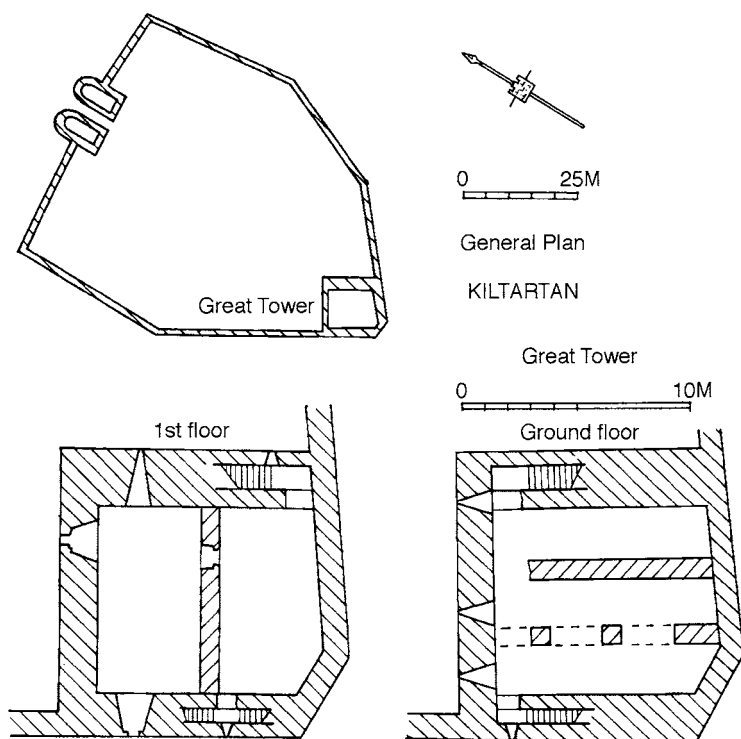 0 25M
General Plan
KILTARTAN
Great Tower
Great Tower
0 10M
1st floor
Ground floor